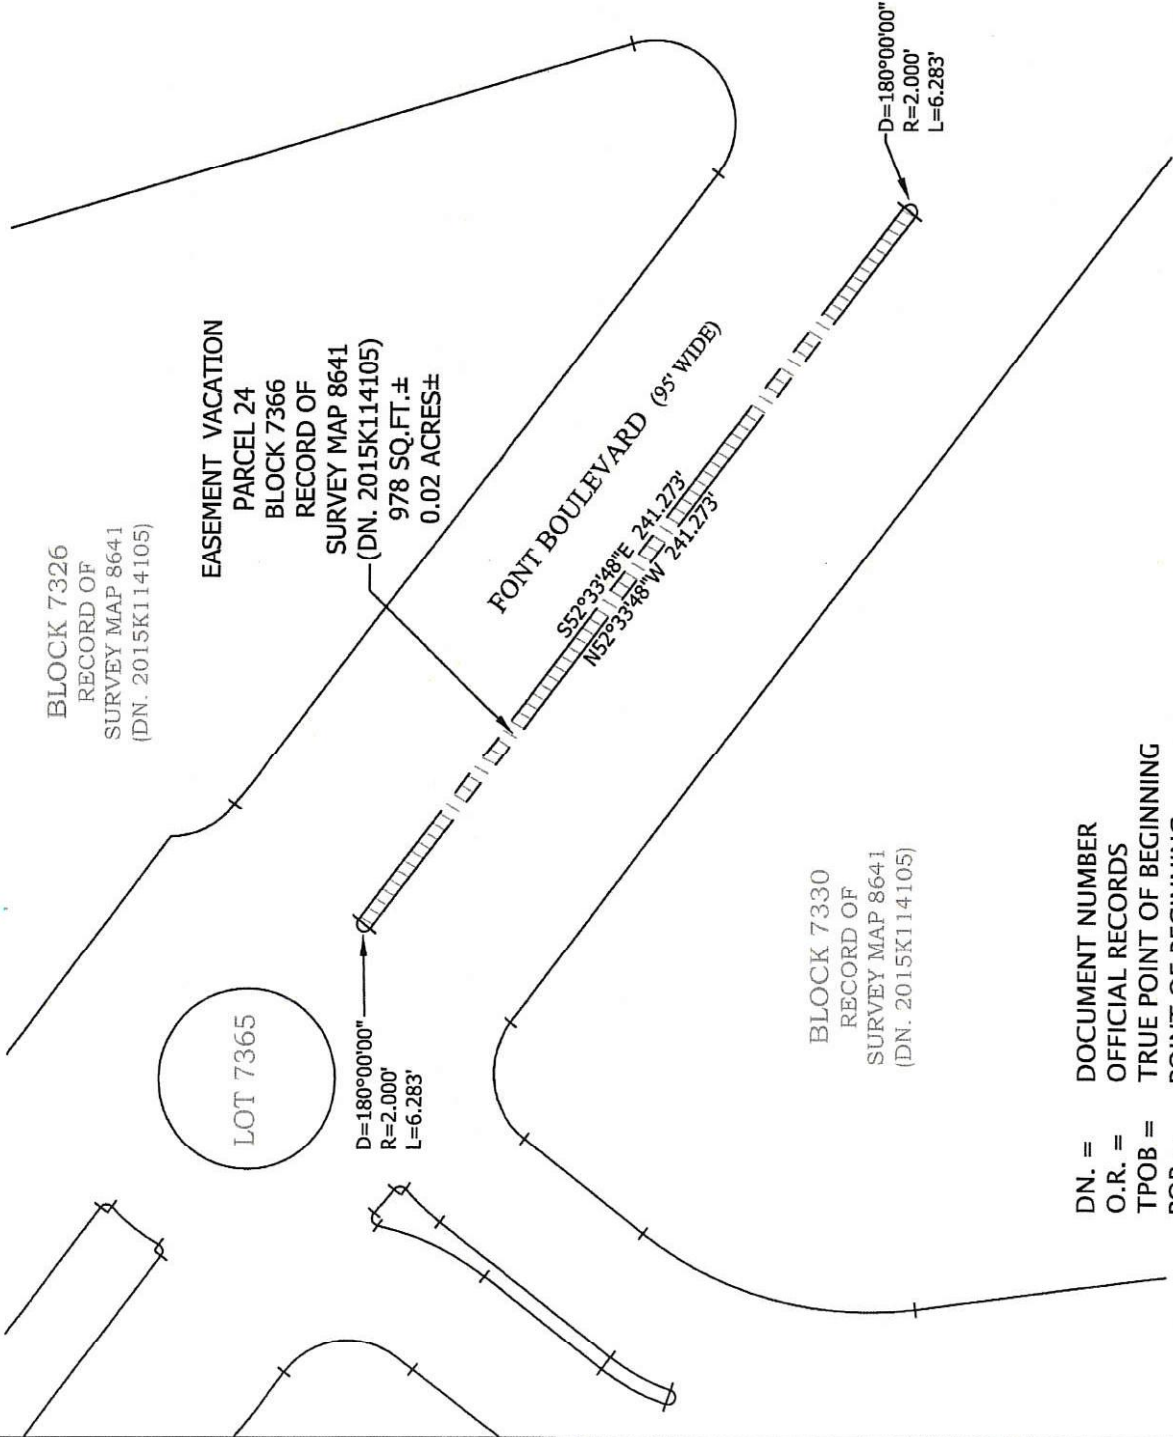 BLOCK 7326
RECORD OF
SURVEY MAP 8641
(DN. 2015K114105)
EASEMENT VACATION
PARCEL 24
BLOCK 7366
RECORD OF
SURVEY MAP 8641
(DN. 2015K114105)
978 SQ.FT.±
0.02 ACRES±
LOT 7365
D=180°00'00"
R=2.000'
L=6.283'
FONT BOULEVARD (95' WIDE)
S52°33'48"E 241.273'
N52°33'48"W 241.273'
D=180°00'00"
R=2.000'
L=6.283'
BLOCK 7330
RECORD OF
SURVEY MAP 8641
(DN. 2015K114105)
DN. = DOCUMENT NUMBER
O.R. = OFFICIAL RECORDS
TPOB = TRUE POINT OF BEGINNING